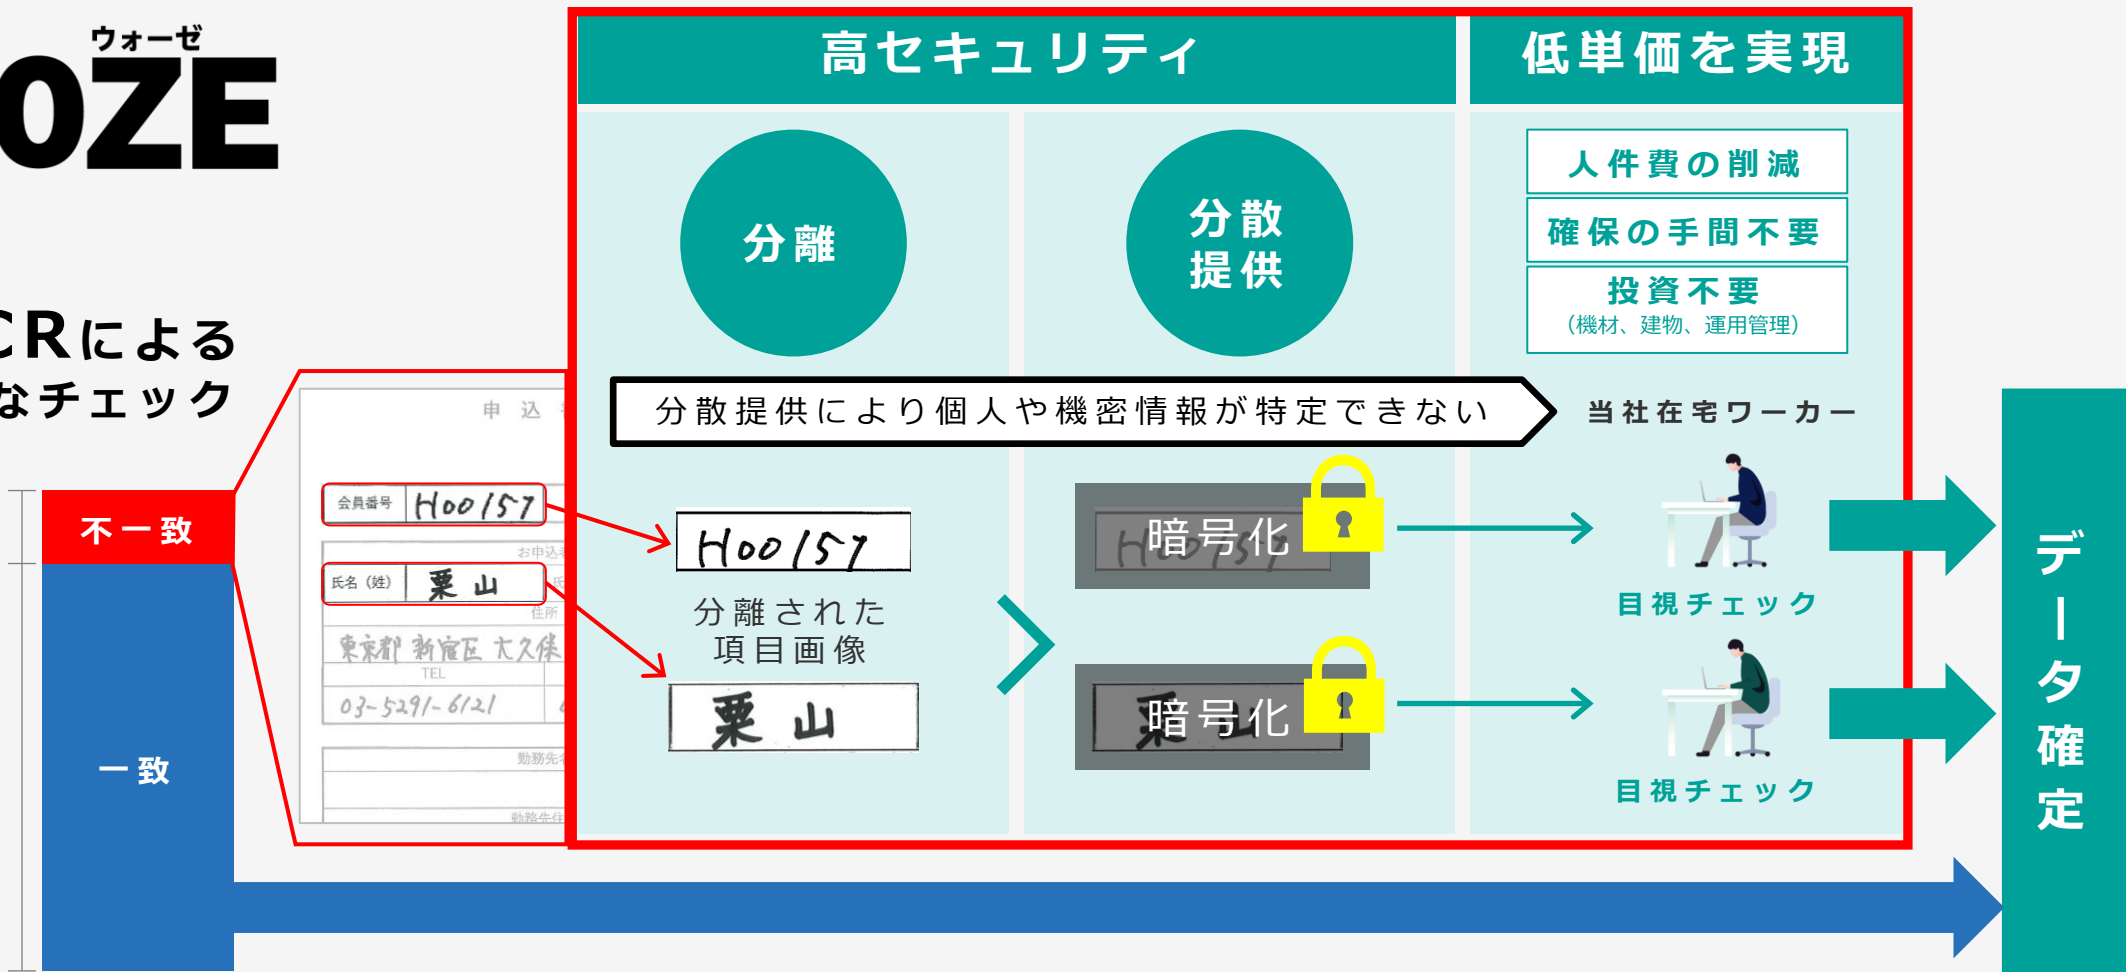 ウォーゼ
OZE
CRによる
なチェック
不一致
一致
高セキュリティ
低単価を実現
分離
分散
提供
人件費の削減
確保の手間不要
投資不要
（機材、建物、運用管理）
分散提供により個人や機密情報が特定できない
当社在宅ワーカー
申込
会員番号 H00157
お申込者
氏名（姓） 栗山 氏
住所
東京都 新宿区 大久保
TEL
03-5291-6121
勤務先名
勤務先住
H00157
分離された
項目画像
栗山
H00157
暗号化
栗山
暗号化
目視チェック
目視チェック
データ確定